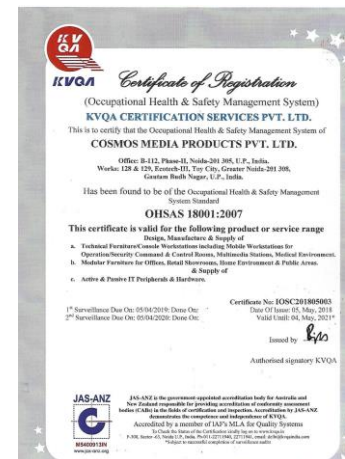 KV
QA
KVQA
Certificate of Registration
(Occupational Health & Safety Management System)
KVQA CERTIFICATION SERVICES PVT. LTD.
This is to certify that the Occupational Health & Safety Management System of
COSMOS MEDIA PRODUCTS PVT. LTD.
Office: B-112, Phase-II, Noida-201 305, U.P., India.
Works: 128 & 129, Ecotech-III, Toy City, Greater Noida-201 308,
Gautam Budh Nagar, U.P., India.
Has been found to be of the Occupational Health & Safety Management
System Standard
OHSAS 18001:2007
This certificate is valid for the following product or service range
Design, Manufacture & Supply of
a. Technical Furniture/Console Workstations including Mobile Workstations for
Operation/Security Command & Control Rooms, Multimedia Stations, Medical Environment.
b. Modular Furniture for Offices, Retail Showrooms, Home Environment & Public Areas.
& Supply of
c. Active & Passive IT Peripherals & Hardware.
Certificate No: IOSC201805003
1st Surveillance Due On: 05/04/2019: Done On:
Date Of Issue: 05, May, 2018
2nd Surveillance Due On: 05/04/2020: Done On:
Valid Until: 04, May, 2021*
Issued by
Authorised signatory KVQA
JAS-ANZ
C
M5400913IN
www.jas-anz.org
JAS-ANZ is the government-appointed accreditation body for Australia and
New Zealand responsible for providing accreditation of conformity assessment
bodies (CABs) in the fields of certification and inspection. Accreditation by JAS-ANZ
demonstrates the competence and independence of KVQA.
Accredited by a member of IAF's MLA for Quality Systems
*Subject to successful completion of surveillance audits